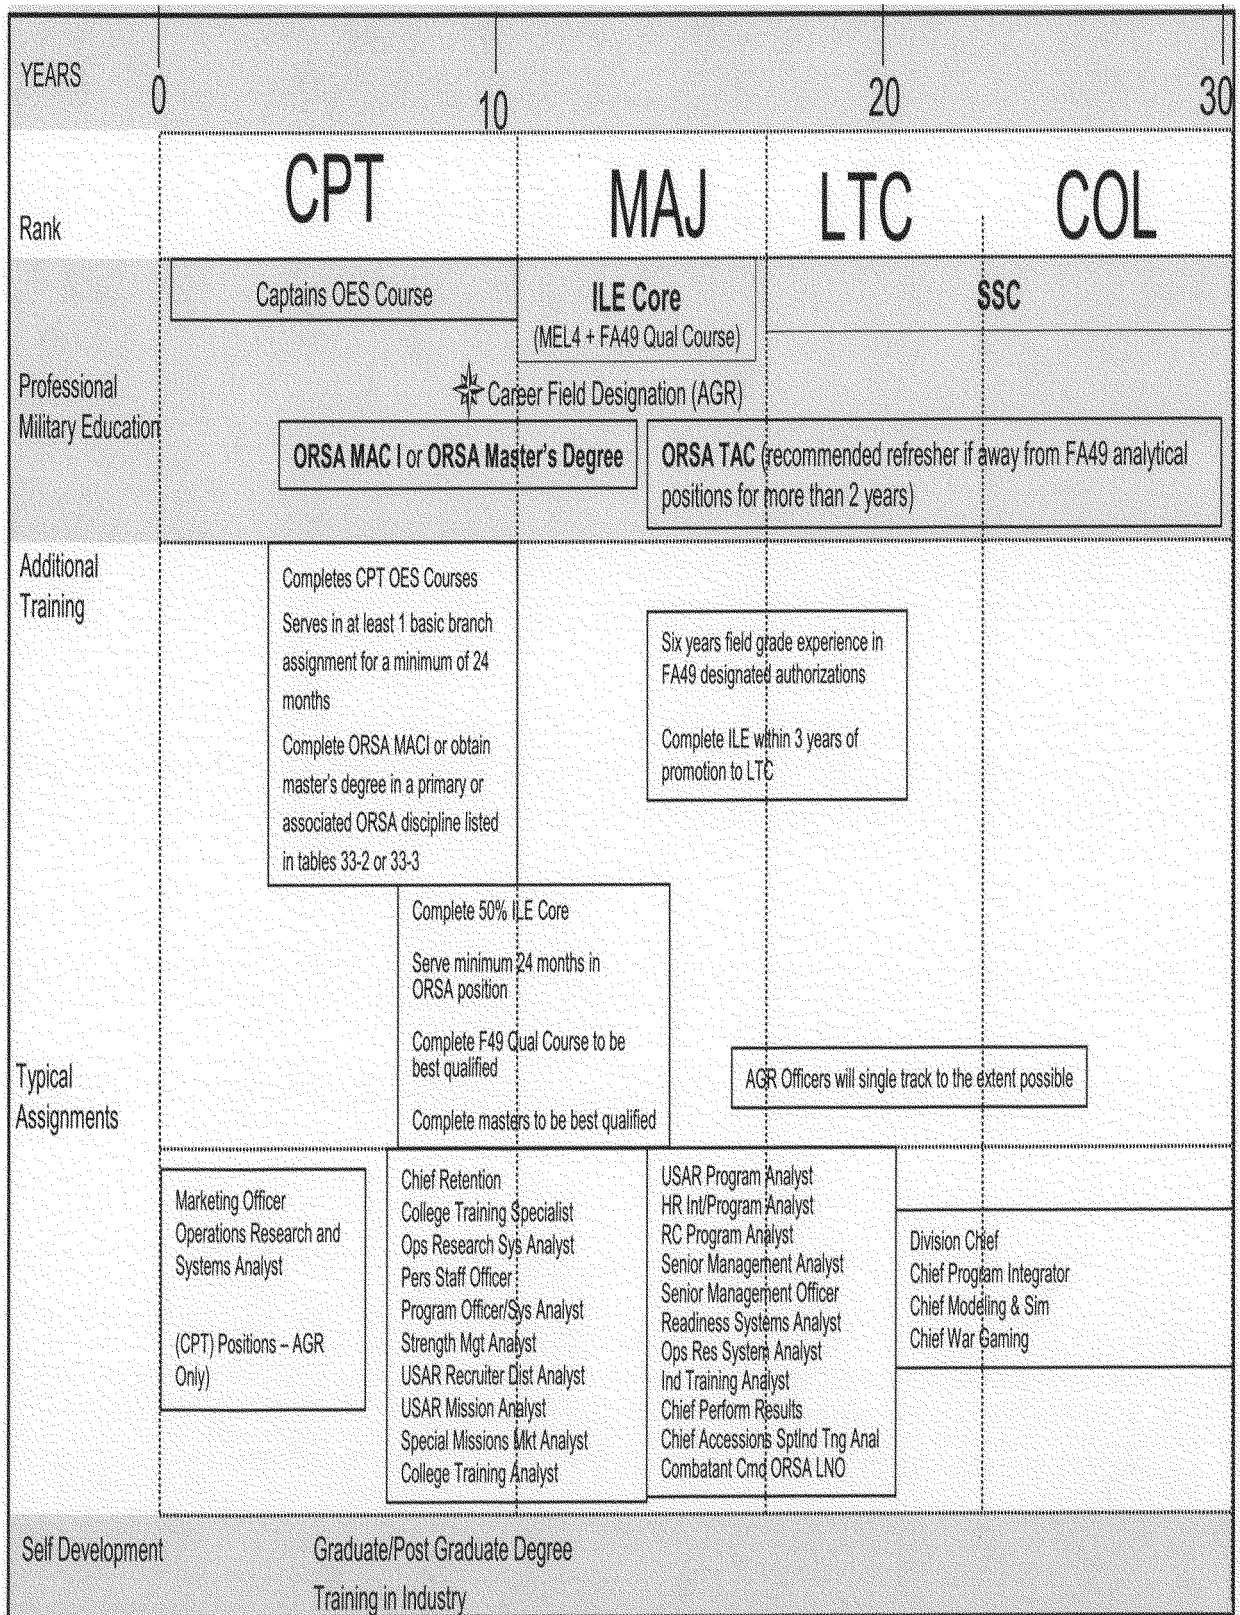 YEARS
0
10
20
30
Rank
CPT
MAJ
LTC
COL
Captains OES Course
ILE Core
(MEL4 + FA49 Qual Course)
SSC
Professional
Military Education
Career Field Designation (AGR)
ORSA MAC I or ORSA Master's Degree
ORSA TAC (recommended refresher if away from FA49 analytical
positions for more than 2 years)
Additional
Training
Completes CPT OES Courses
Serves in at least 1 basic branch
assignment for a minimum of 24
months
Complete ORSA MACI or obtain
master's degree in a primary or
associated ORSA discipline listed
in tables 33-2 or 33-3
Six years field grade experience in
FA49 designated authorizations
Complete ILE within 3 years of
promotion to LTC
Complete 50% ILE Core
Serve minimum 24 months in
ORSA position
Complete F49 Qual Course to be
best qualified
Complete masters to be best qualified
AGR Officers will single track to the extent possible
Typical
Assignments
Marketing Officer
Operations Research and
Systems Analyst
(CPT) Positions – AGR
Only)
Chief Retention
College Training Specialist
Ops Research Sys Analyst
Pers Staff Officer
Program Officer/Sys Analyst
Strength Mgt Analyst
USAR Recruiter Dist Analyst
USAR Mission Analyst
Special Missions Mkt Analyst
College Training Analyst
USAR Program Analyst
HR Int/Program Analyst
RC Program Analyst
Senior Management Analyst
Senior Management Officer
Readiness Systems Analyst
Ops Res System Analyst
Ind Training Analyst
Chief Perform Results
Chief Accessions SptInd Tng Anal
Combatant Cmd ORSA LNO
Division Chief
Chief Program Integrator
Chief Modeling & Sim
Chief War Gaming
Self Development
Graduate/Post Graduate Degree
Training in Industry